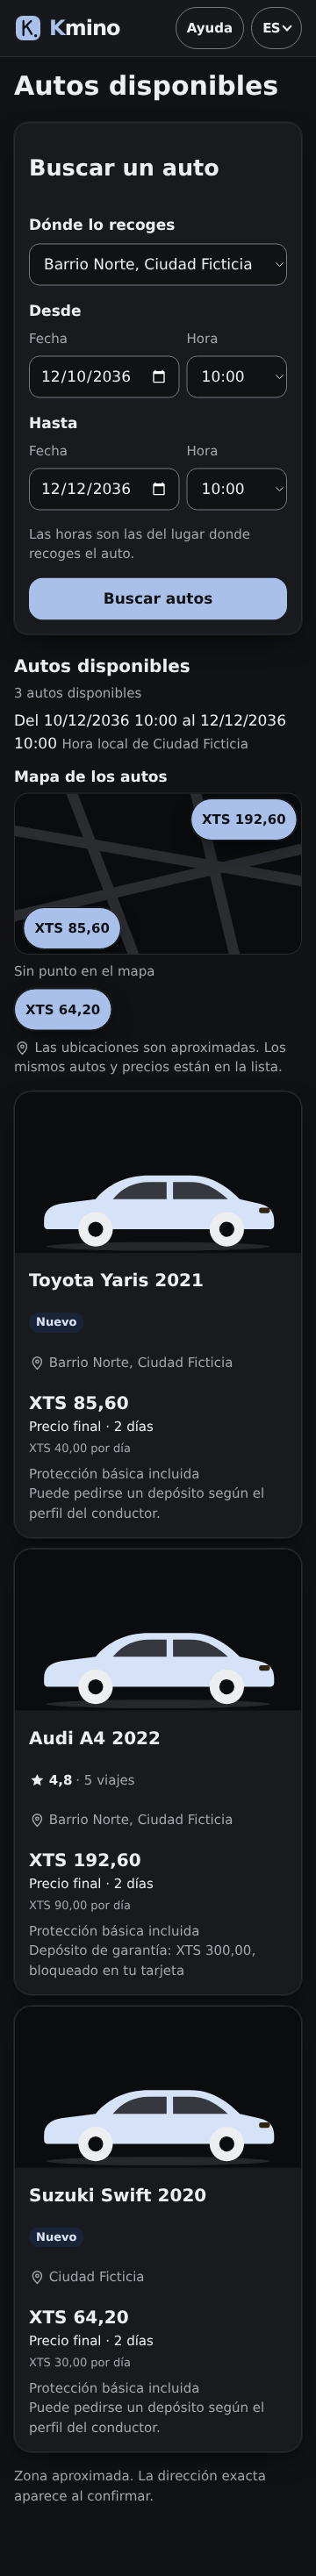 Kmino
Ayuda
ES
Autos disponibles
Buscar un auto
Dónde lo recoges
Barrio Norte, Ciudad Ficticia
Desde
Fecha
Hora
12/10/2036
10:00
Hasta
Fecha
Hora
12/12/2036
10:00
Las horas son las del lugar donde
recoges el auto.
Buscar autos
Autos disponibles
3 autos disponibles
Del 10/12/2036 10:00 al 12/12/2036
10:00 Hora local de Ciudad Ficticia
Mapa de los autos
XTS 192,60
XTS 85,60
Sin punto en el mapa
XTS 64,20
Las ubicaciones son aproximadas. Los
mismos autos y precios están en la lista.
Toyota Yaris 2021
Nuevo
Barrio Norte, Ciudad Ficticia
XTS 85,60
Precio final · 2 días
XTS 40,00 por día
Protección básica incluida
Puede pedirse un depósito según el
perfil del conductor.
Audi A4 2022
4,8 · 5 viajes
Barrio Norte, Ciudad Ficticia
XTS 192,60
Precio final · 2 días
XTS 90,00 por día
Protección básica incluida
Depósito de garantía: XTS 300,00,
bloqueado en tu tarjeta
Suzuki Swift 2020
Nuevo
Ciudad Ficticia
XTS 64,20
Precio final · 2 días
XTS 30,00 por día
Protección básica incluida
Puede pedirse un depósito según el
perfil del conductor.
Zona aproximada. La dirección exacta
aparece al confirmar.